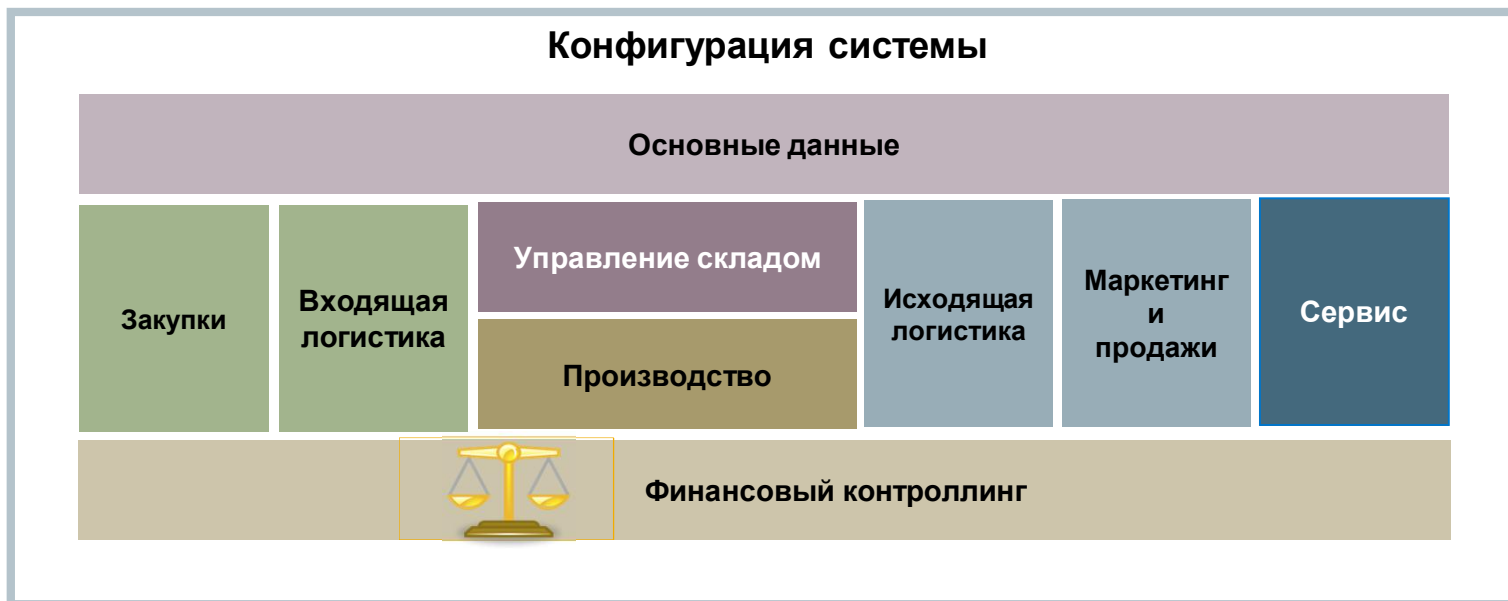 Конфигурация системы
Основные данные
Закупки
Входящая
логистика
Управление складом
Производство
Исходящая
логистика
Маркетинг
и
продажи
Сервис
Финансовый контроллинг